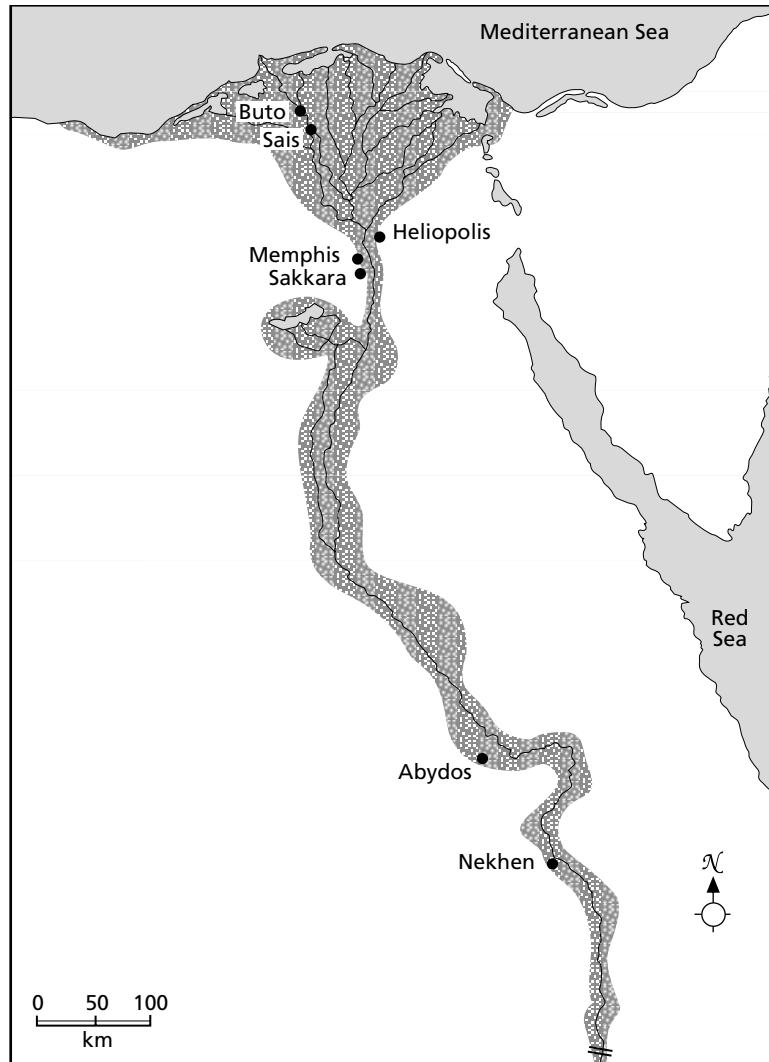 Mediterranean Sea
Buto
Sais
Heliopolis
Memphis
Sakkara
Red
Sea
Abydos
Nekhen
N
0 50 100
km